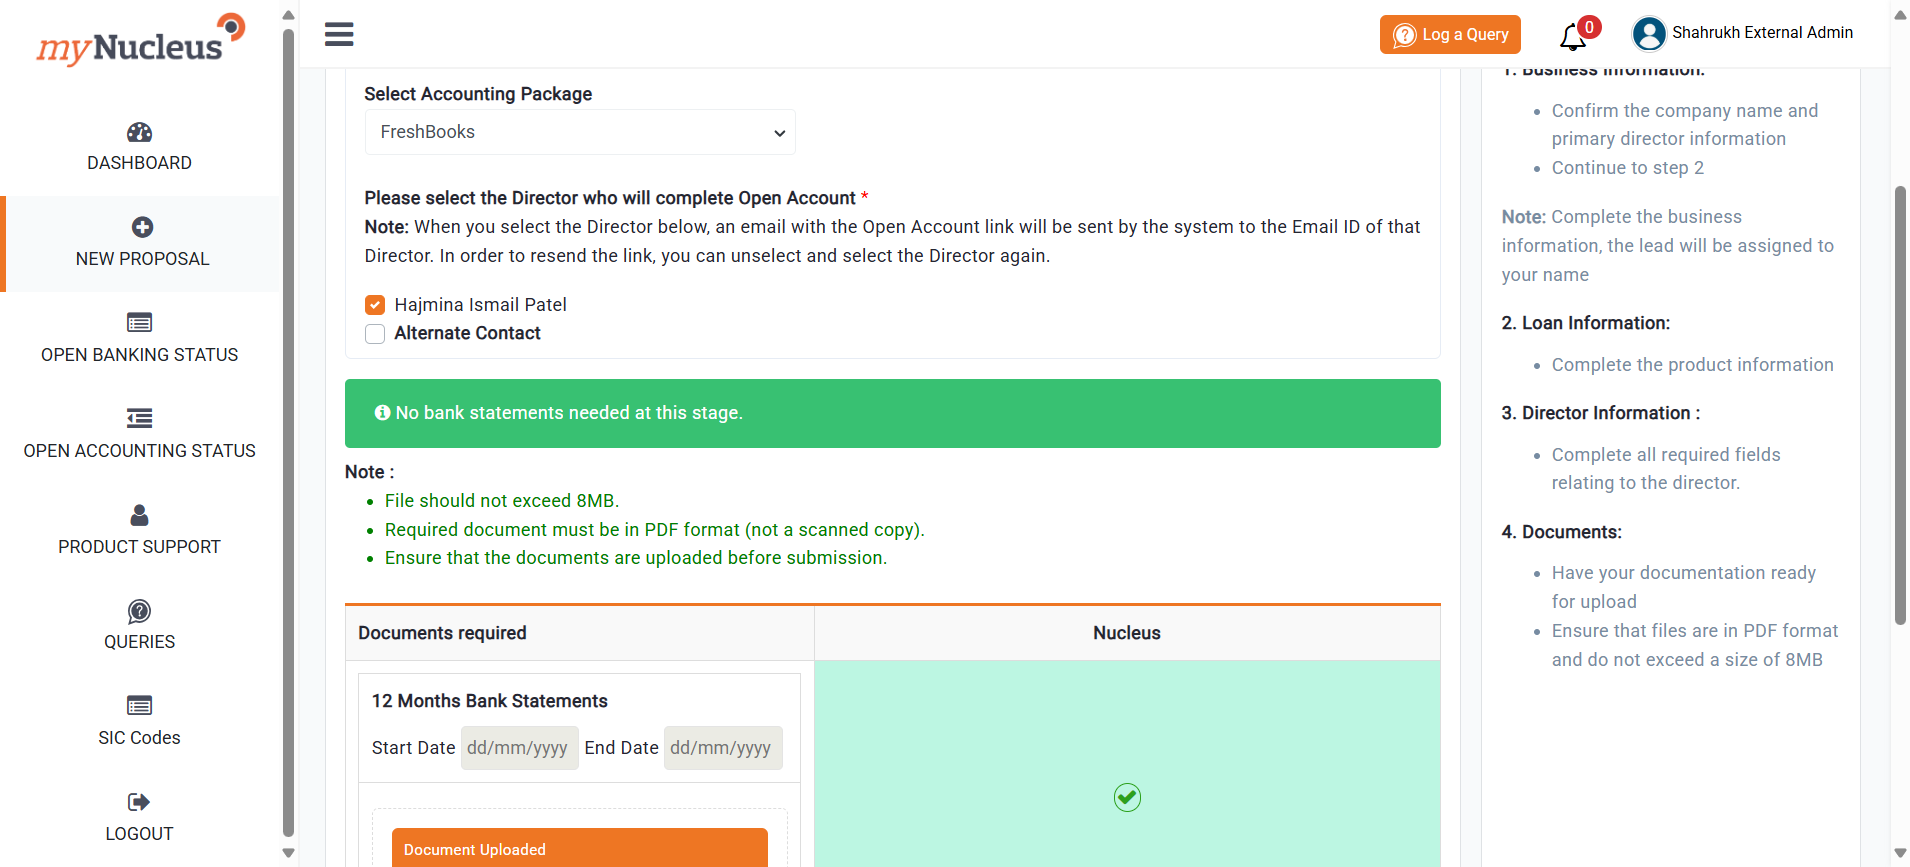 myNucleus
Log a Query
0
Shahrukh External Admin
DASHBOARD
NEW PROPOSAL
OPEN BANKING STATUS
OPEN ACCOUNTING STATUS
PRODUCT SUPPORT
QUERIES
SIC Codes
LOGOUT
Select Accounting Package
FreshBooks
Please select the Director who will complete Open Account *
Note: When you select the Director below, an email with the Open Account link will be sent by the system to the Email ID of that
Director. In order to resend the link, you can unselect and select the Director again.
Hajmina Ismail Patel
Alternate Contact
No bank statements needed at this stage.
Note :
File should not exceed 8MB.
Required document must be in PDF format (not a scanned copy).
Ensure that the documents are uploaded before submission.
Documents required
Nucleus
12 Months Bank Statements
Start Date dd/mm/yyyy End Date dd/mm/yyyy
Document Uploaded
1. Business Information:
Confirm the company name and
primary director information
Continue to step 2
Note: Complete the business
information, the lead will be assigned to
your name
2. Loan Information:
Complete the product information
3. Director Information :
Complete all required fields
relating to the director.
4. Documents:
Have your documentation ready
for upload
Ensure that files are in PDF format
and do not exceed a size of 8MB